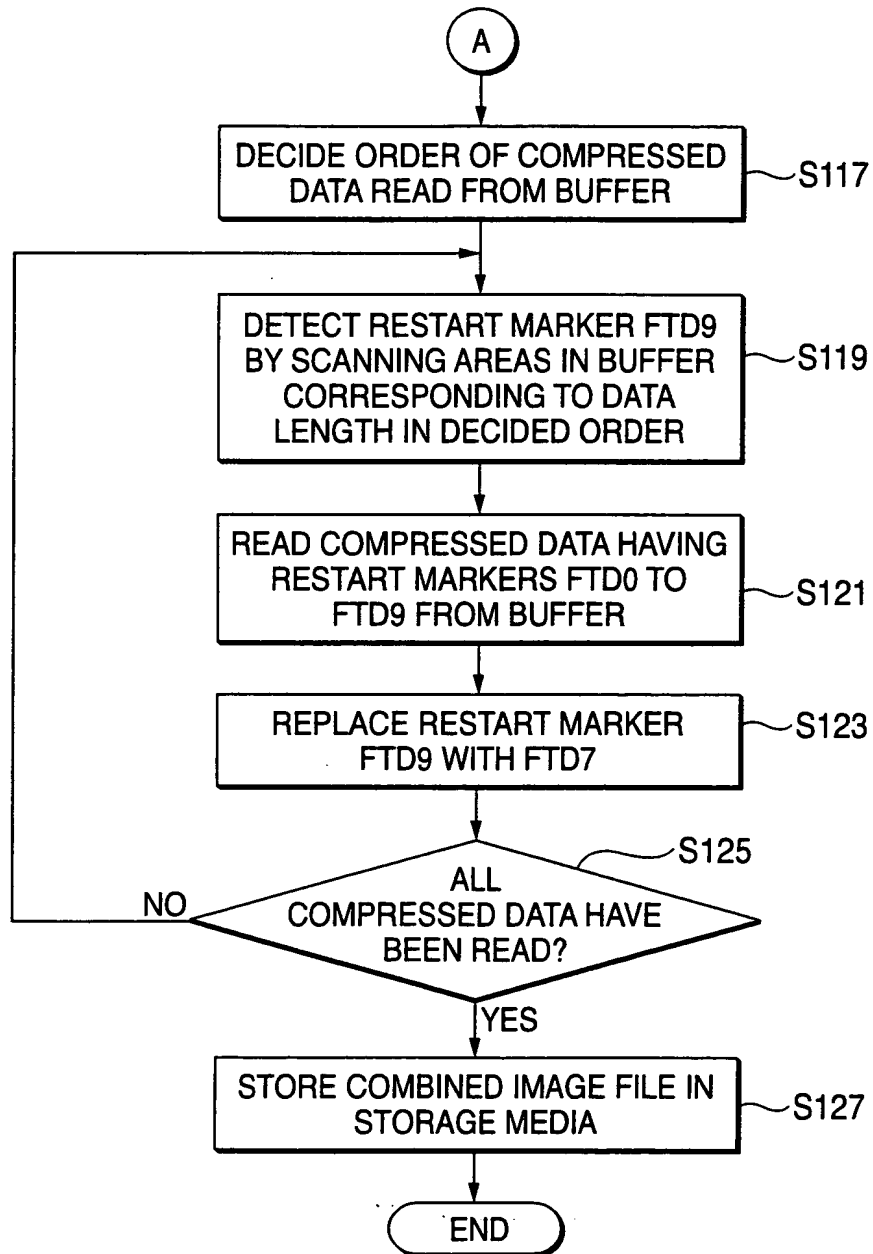 A
DECIDE ORDER OF COMPRESSED
DATA READ FROM BUFFER
S117
DETECT RESTART MARKER FTD9
BY SCANNING AREAS IN BUFFER
CORRESPONDING TO DATA
LENGTH IN DECIDED ORDER
S119
READ COMPRESSED DATA HAVING
RESTART MARKERS FTD0 TO
FTD9 FROM BUFFER
S121
REPLACE RESTART MARKER
FTD9 WITH FTD7
S123
S125
ALL
COMPRESSED DATA HAVE
BEEN READ?
NO
YES
STORE COMBINED IMAGE FILE IN
STORAGE MEDIA
S127
END